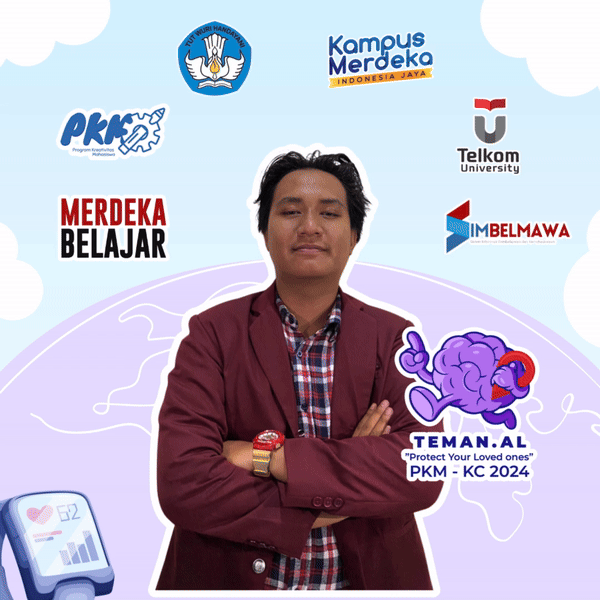 TUT WURI HANDAYANI
Kampus
Merdeka
INDONESIA JAYA
PKM
Program Kreativitas
Mahasiswa
U
Telkom
University
MERDEKA
BELAJAR
SIMBELMAWA
TEMAN.AL
"Protect Your Loved ones"
PKM - KC 2024
62